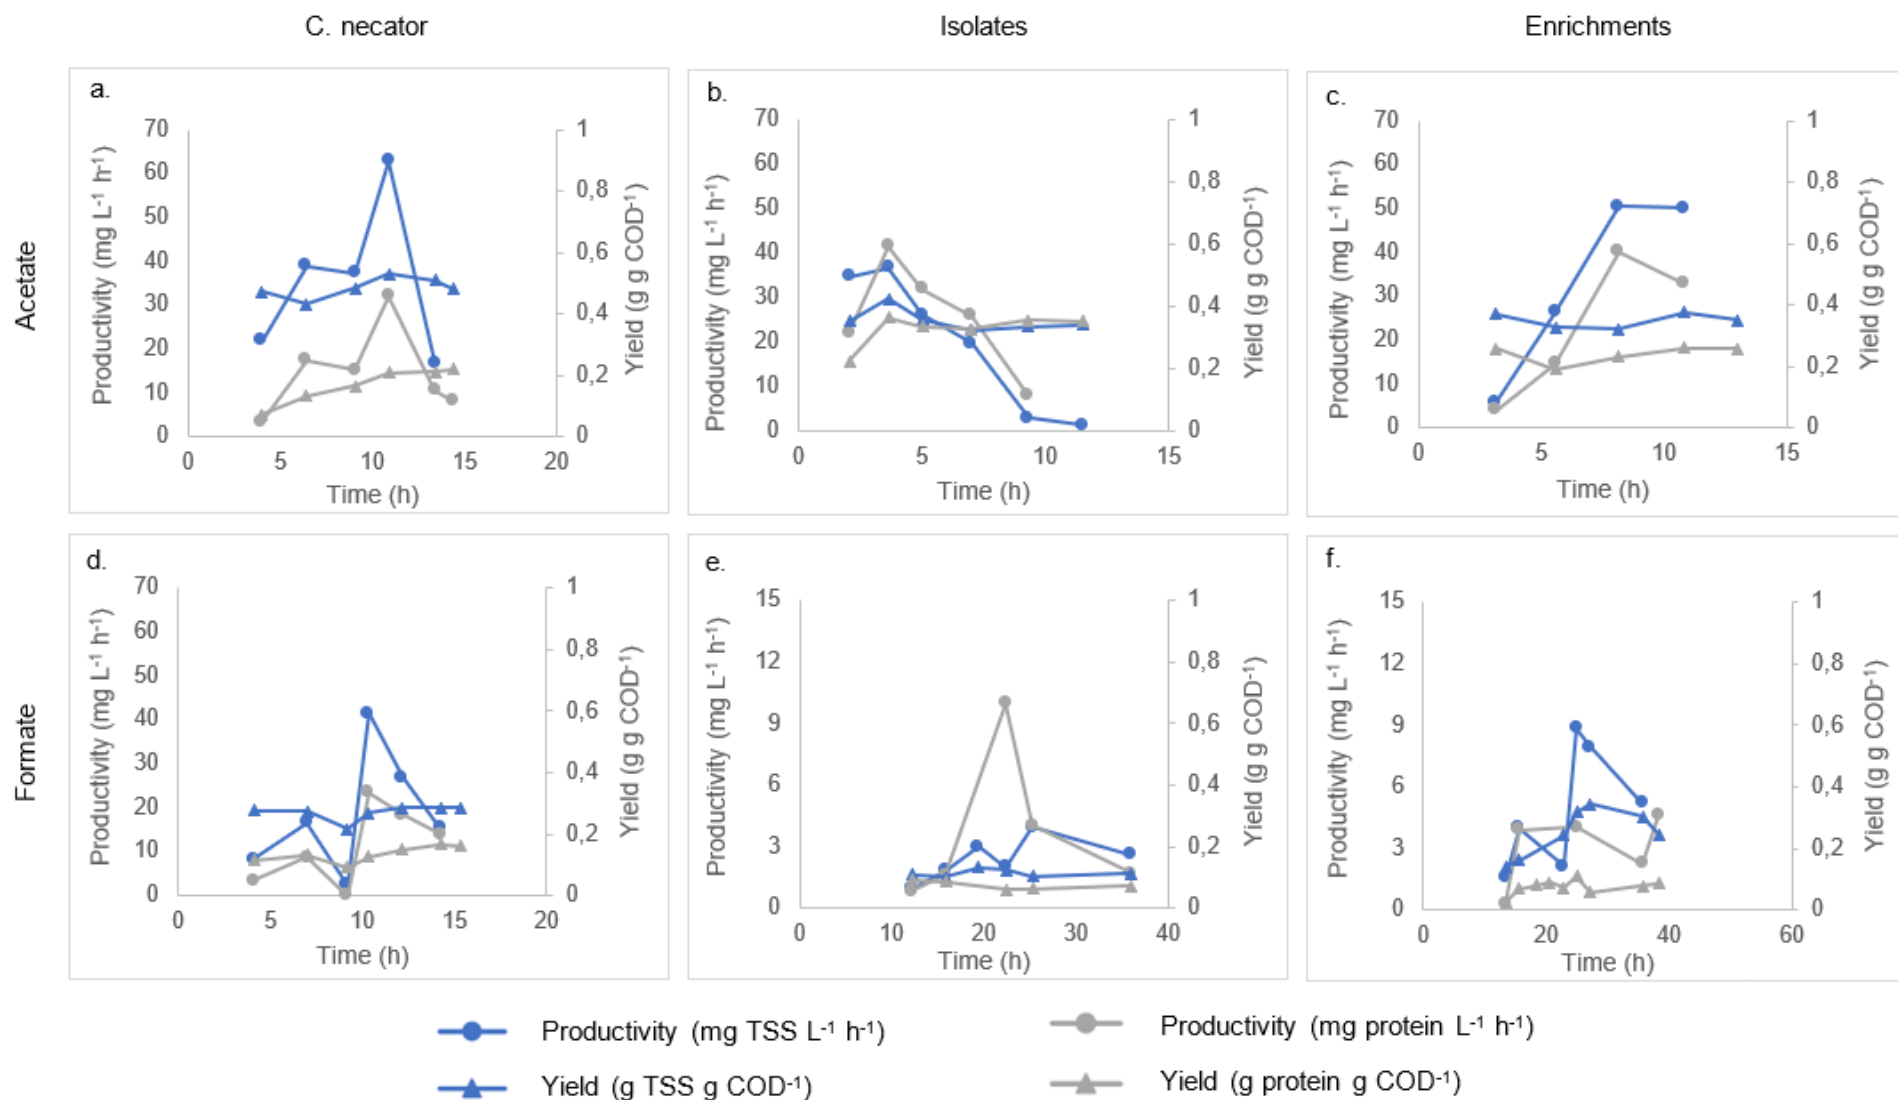 C. necator
Isolates
Enrichments
Acetate
Formate
a.
70
60
50
40
30
20
10
0
1
0,8
0,6
0,4
0,2
0
0 5 10 15 20
Productivity (mg L⁻¹ h⁻¹)
Yield (g g COD⁻¹)
Time (h)
b.
70
60
50
40
30
20
10
0
1
0,8
0,6
0,4
0,2
0
0 5 10 15
Productivity (mg L⁻¹ h⁻¹)
Yield (g g COD⁻¹)
Time (h)
c.
70
60
50
40
30
20
10
0
1
0,8
0,6
0,4
0,2
0
0 5 10 15
Productivity (mg L⁻¹ h⁻¹)
Yield (g g COD⁻¹)
Time (h)
d.
70
60
50
40
30
20
10
0
1
0,8
0,6
0,4
0,2
0
0 5 10 15 20
Productivity (mg L⁻¹ h⁻¹)
Yield (g g COD⁻¹)
Time (h)
e.
15
12
9
6
3
0
1
0,8
0,6
0,4
0,2
0
0 10 20 30 40
Productivity (mg L⁻¹ h⁻¹)
Yield (g g COD⁻¹)
Time (h)
f.
15
12
9
6
3
0
1
0,8
0,6
0,4
0,2
0
0 20 40 60
Productivity (mg L⁻¹ h⁻¹)
Yield (g g COD⁻¹)
Time (h)
Productivity (mg TSS L⁻¹ h⁻¹)
Productivity (mg protein L⁻¹ h⁻¹)
Yield (g TSS g COD⁻¹)
Yield (g protein g COD⁻¹)